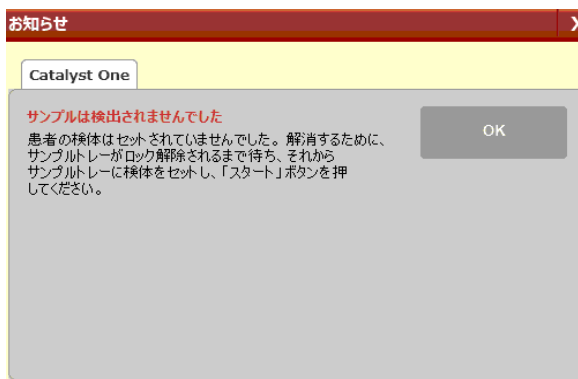 お知らせ
X
Catalyst One
サンプルは検出されませんでした
患者の検体はセットされていませんでした。解消するために、
サンプルトレーがロック解除されるまで待ち、それから
サンプルトレーに検体をセットし、「スタート」ボタンを押
してください。
OK